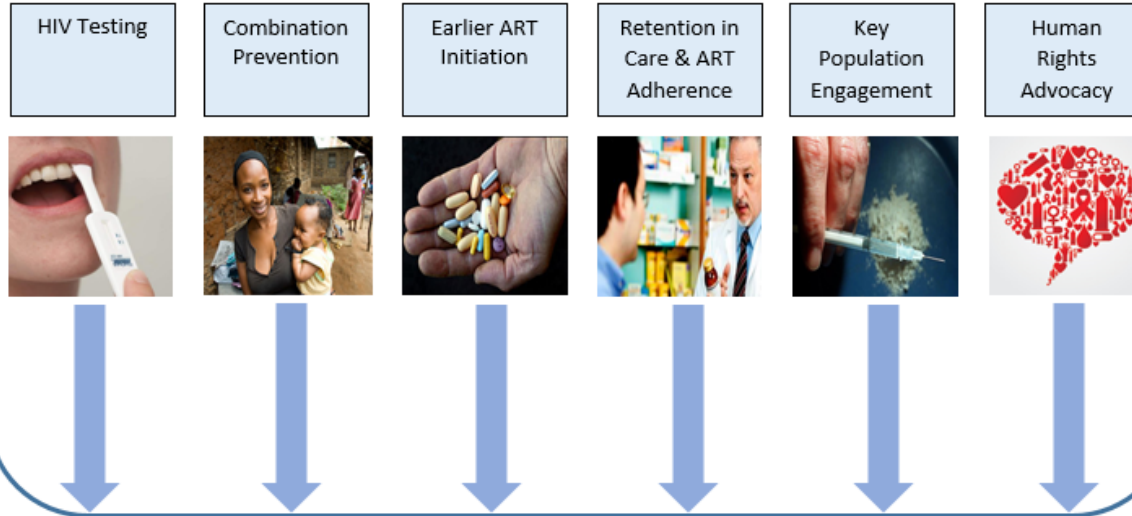 HIV Testing
Combination
Prevention
Earlier ART
Initiation
Retention in
Care & ART
Adherence
Key
Population
Engagement
Human
Rights
Advocacy